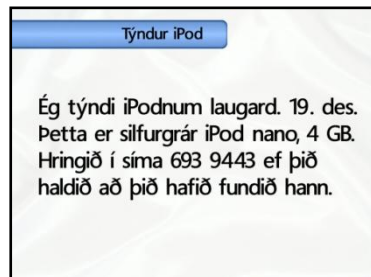 Týndur iPod
Ég týndi iPodnum laugard. 19. des.
Þetta er silfurgrár iPod nano, 4 GB.
Hringið í síma 693 9443 ef þið
haldið að þið hafið fundið hann.